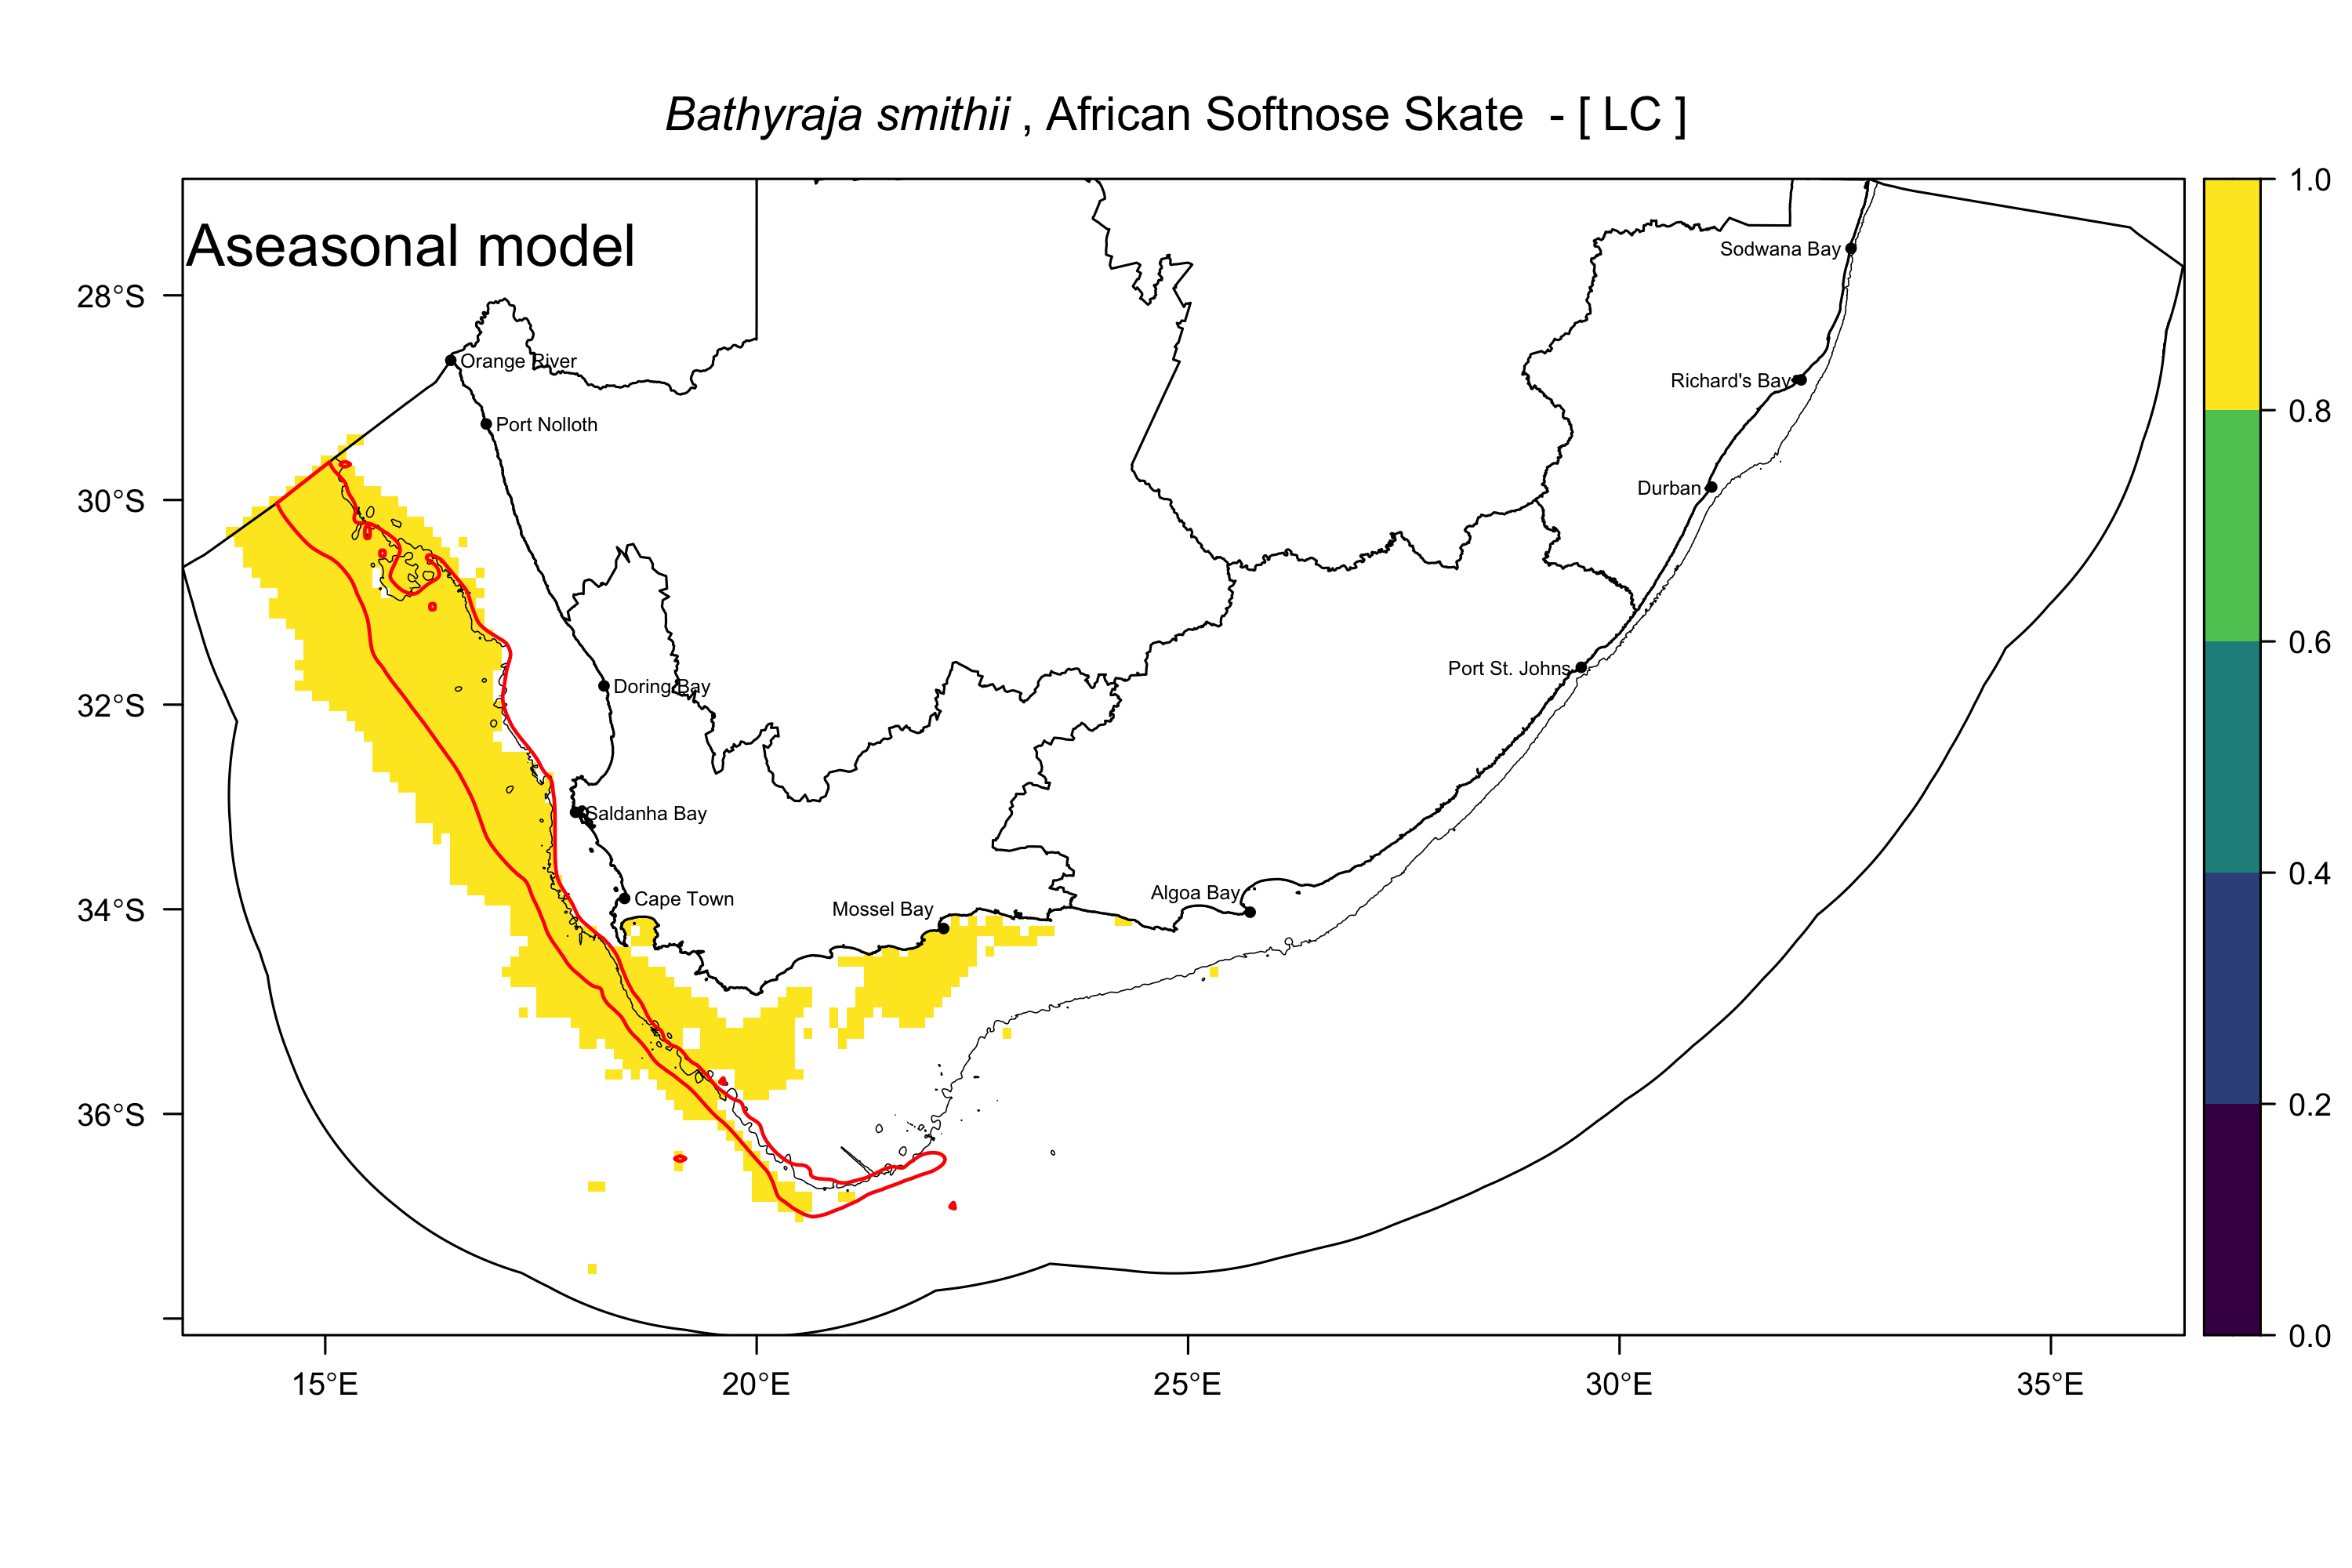 Bathyraja smithii , African Softnose Skate - [ LC ]
Aseasonal model
Sodwana Bay
Orange River
Richard's Bay
Port Nolloth
Durban
Port St. Johns
Doring Bay
Saldanha Bay
Cape Town
Mossel Bay
Algoa Bay
28°S
30°S
32°S
34°S
36°S
15°E
20°E
25°E
30°E
35°E
1.0
0.8
0.6
0.4
0.2
0.0